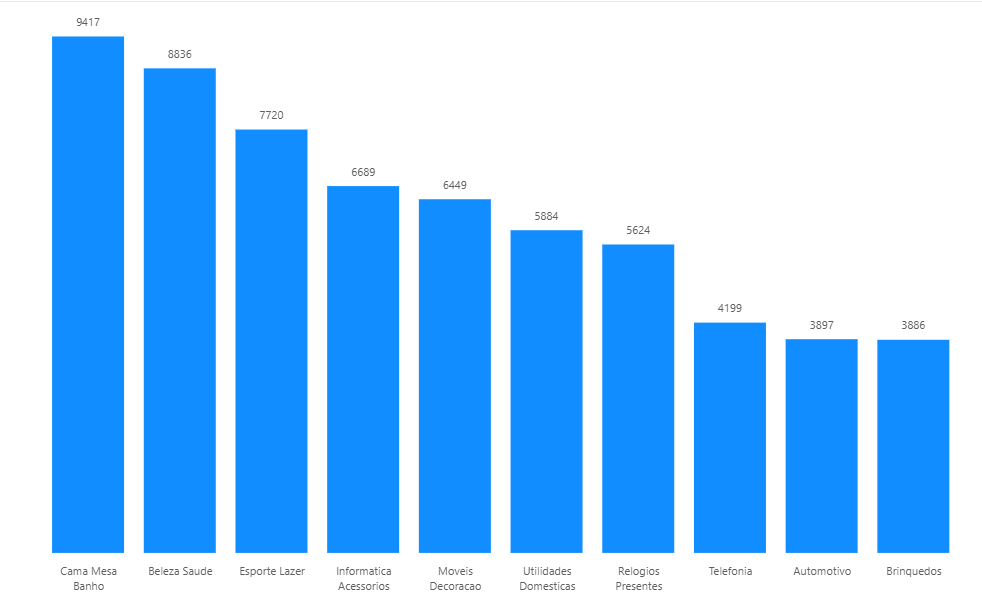 9417
8836
7720
6689
6449
5884
5624
4199
3897
3886
Cama Mesa
Banho
Beleza Saude
Esporte Lazer
Informatica
Acessorios
Moveis
Decoracao
Utilidades
Domesticas
Relogios
Presentes
Telefonia
Automotivo
Brinquedos